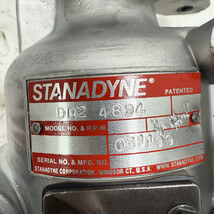 STANADYNE®
PATENTED
DB2 4894
MODEL NO. & R.P.M.
SERIAL NO. & MFG NO.
STANADYNE CORPORATION, WINDSOR CT, U.S.A.